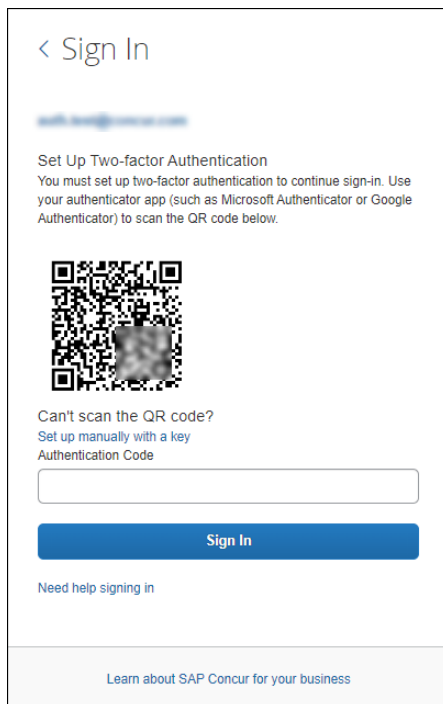 Sign In
Set Up Two-factor Authentication
You must set up two-factor authentication to continue sign-in. Use
your authenticator app (such as Microsoft Authenticator or Google
Authenticator) to scan the QR code below.
Can't scan the QR code?
Set up manually with a key
Authentication Code
Sign In
Need help signing in
Learn about SAP Concur for your business